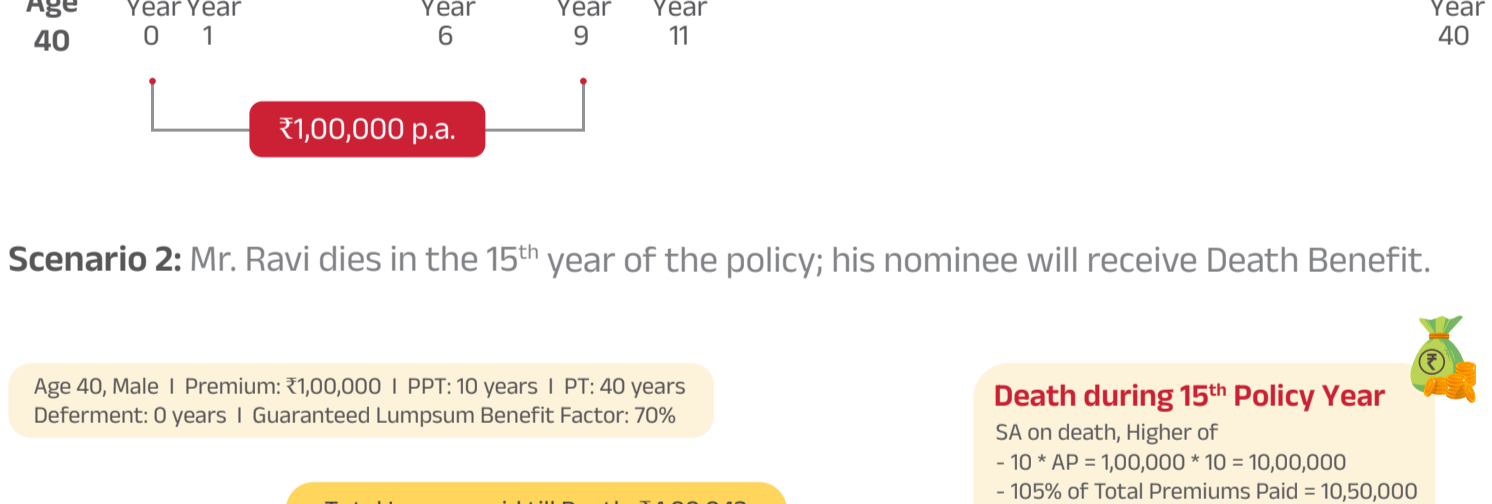 Age Year Year Year Year Year Year
40 0 1 6 9 11 40
₹1,00,000 p.a.
Scenario 2: Mr. Ravi dies in the 15th year of the policy; his nominee will receive Death Benefit.
Age 40, Male I Premium: ₹1,00,000 I PPT: 10 years I PT: 40 years
Deferment: 0 years I Guaranteed Lumpsum Benefit Factor: 70%
₹
Death during 15th Policy Year
SA on death, Higher of
- 10 * AP = 1,00,000 * 10 = 10,00,000
- 105% of Total Premiums Paid = 10,50,000